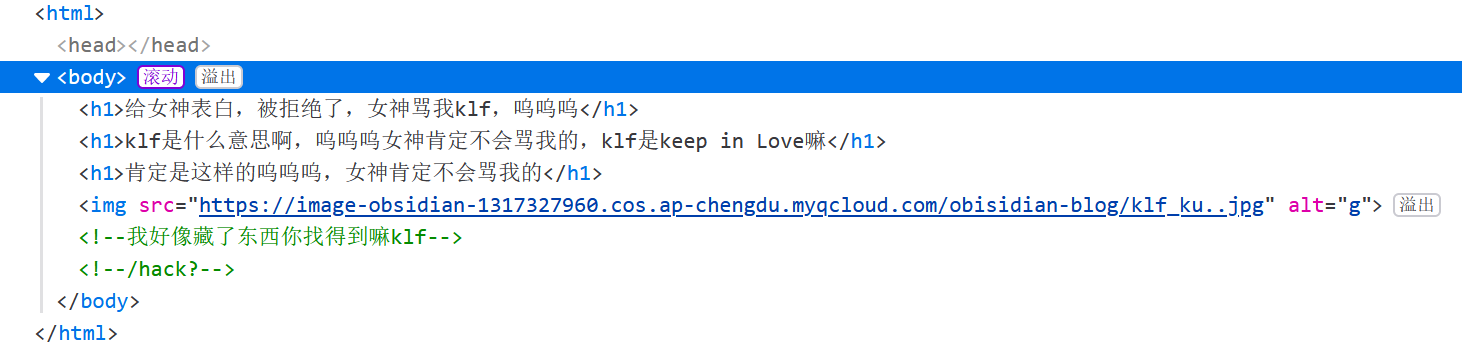 <html>
<head></head>
<body> 滚动 溢出
<h1>给女神表白，被拒绝了，女神骂我klf，呜呜呜</h1>
<h1>klf是什么意思啊，呜呜呜女神肯定不会骂我的，klf是keep in Love嘛</h1>
<h1>肯定是这样的呜呜呜，女神肯定不会骂我的</h1>
<img src="https://image-obsidian-1317327960.cos.ap-chengdu.myqcloud.com/obisidian-blog/klf_ku..jpg" alt="g"> 溢出
<!--我好像藏了东西你找得到嘛klf-->
<!--/hack?-->
</body>
</html>